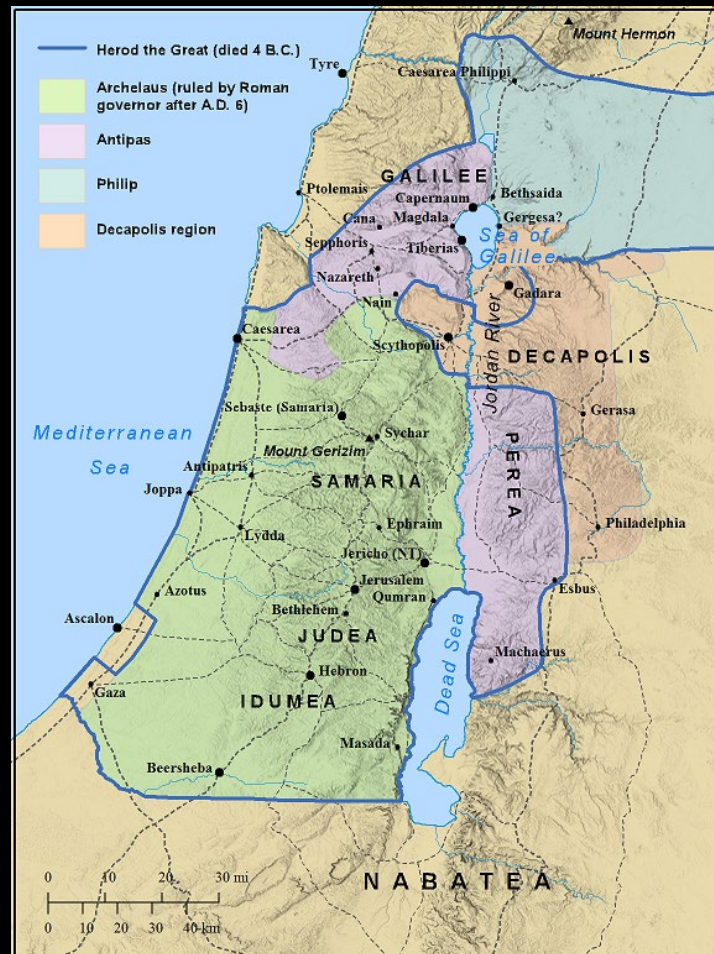 Herod the Great (died 4 B.C.)
Archelaus (ruled by Roman
governor after A.D. 6)
Antipas
Philip
Decapolis region
Mount Hermon
Tyre
Caesarea Philippi
GALILEE
Ptolemais
Capernaum
Bethsaida
Cana
Magdala
Gergesa?
Sepphoris
Tiberias
Sea of
Galilee
Nazareth
Nain
Gadara
Caesarea
Scythopolis
Jordan River
DECAPOLIS
Sebaste (Samaria)
Gerasa
Mediterranean
Sea
Sychar
Mount Gerizim
PEREA
Antipatris
SAMARIA
Joppa
Lydda
Ephraim
Philadelphia
Jericho (NT)
Jerusalem
Esbus
Azotus
Qumran
Bethlehem
Ascalon
JUDEA
Dead Sea
Machaerus
Hebron
Gaza
IDUMEA
Masada
Beersheba
NABATEA
0 10 20 30 mi
0 10 20 30 40 km